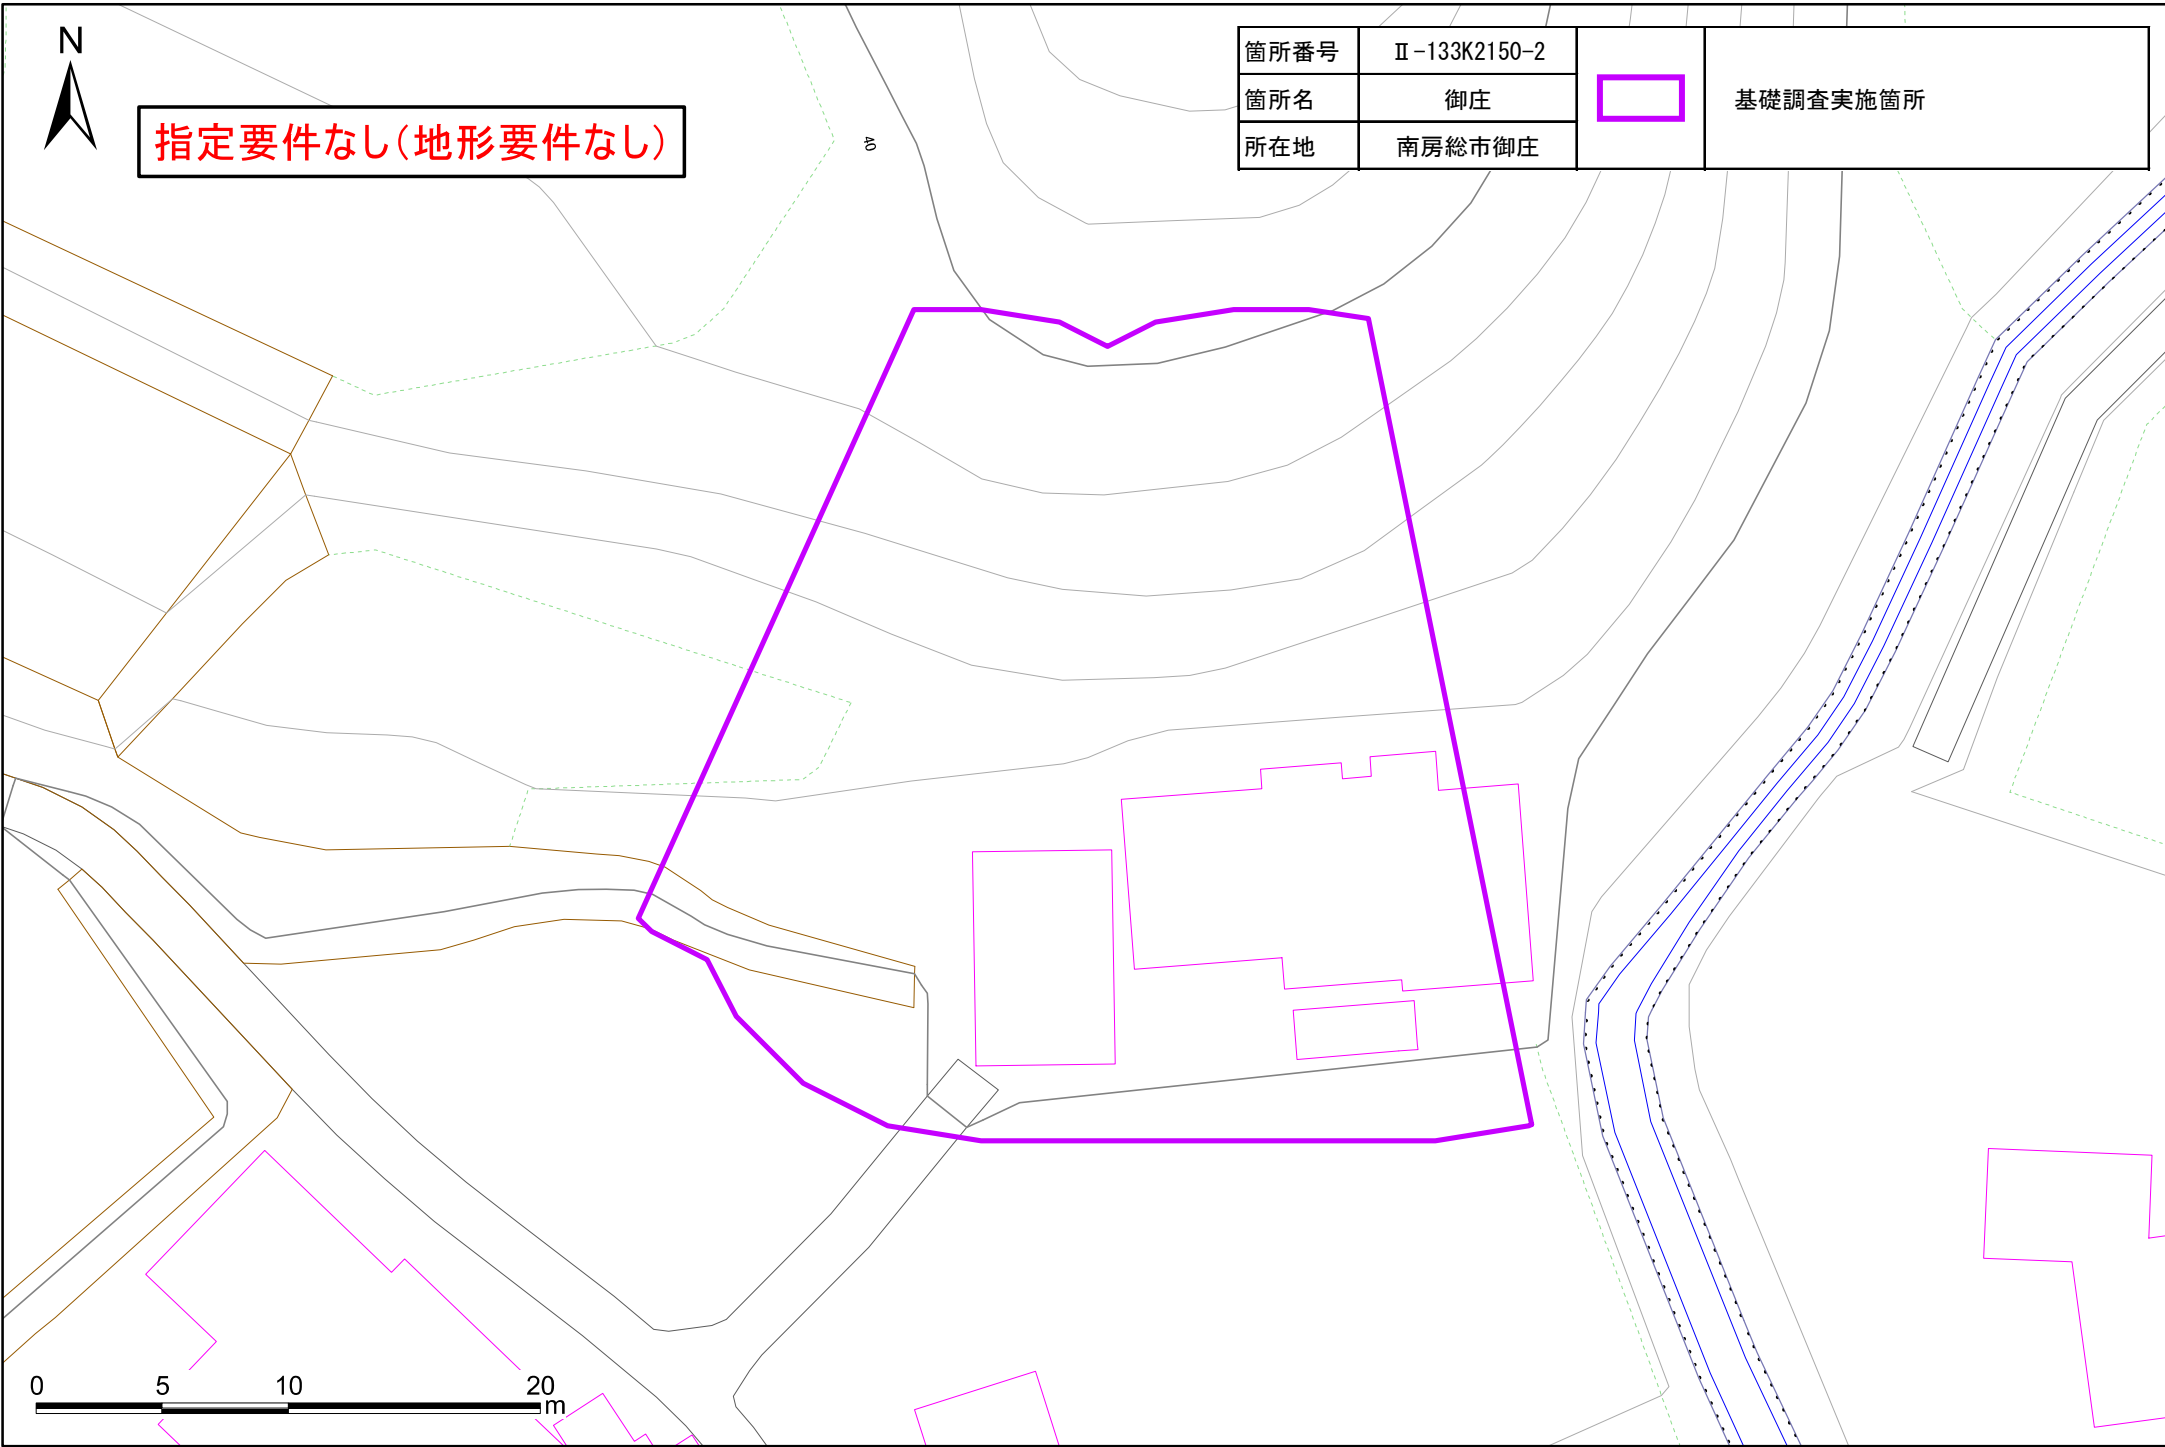 N
指定要件なし(地形要件なし)
箇所番号 Ⅱ-133K2150-2
箇所名 御庄
所在地 南房総市御庄
基礎調査実施箇所
40
0 5 10 20
m